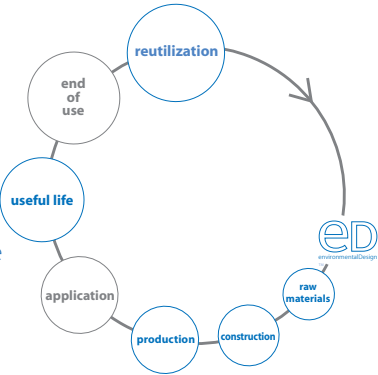 reutilization
end
of
use
useful life
application
production
construction
raw
materials
eD
environmentalDesign